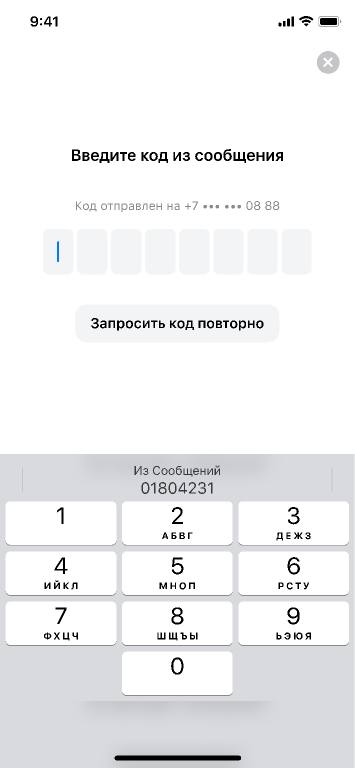 9:41
Введите код из сообщения
Код отправлен на +7 ••• ••• 08 88
Запросить код повторно
Из Сообщений
01804231
1
2
АБВГ
3
ДЕЖЗ
4
ИЙКЛ
5
МНОП
6
РСТУ
7
ФХЦЧ
8
ШЩЪЫ
9
ЬЭЮЯ
0